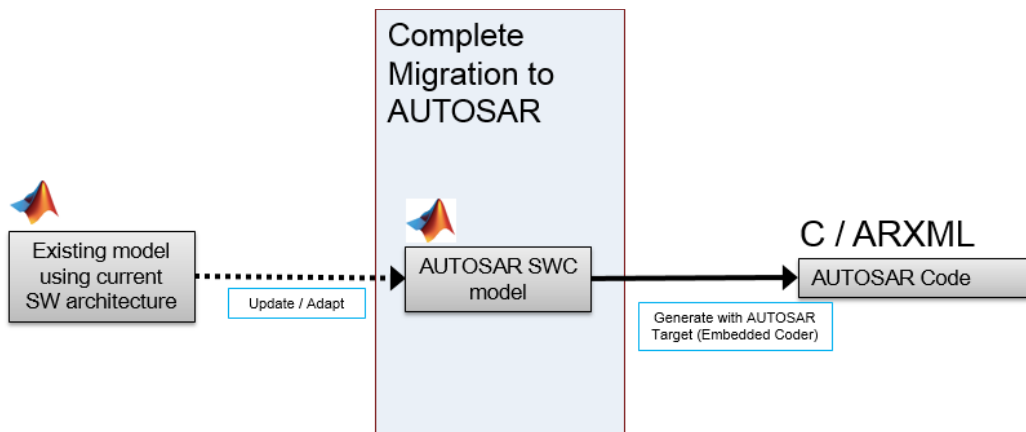 Complete
Migration to
AUTOSAR
Existing model
using current
SW architecture
Update / Adapt
AUTOSAR SWC
model
Generate with AUTOSAR
Target (Embedded Coder)
C / ARXML
AUTOSAR Code